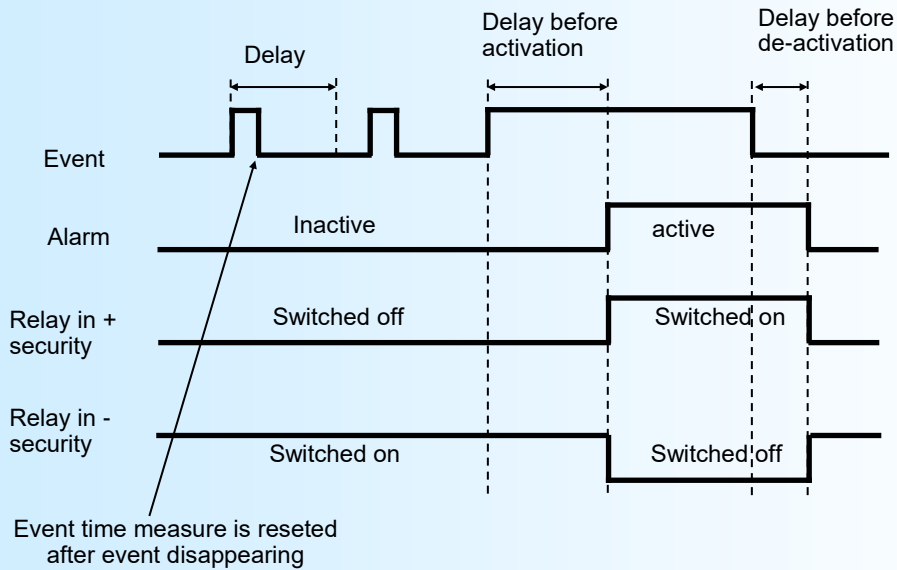 Delay
Delay before
activation
Delay before
de-activation
Event
Alarm
Inactive
active
Relay in +
security
Switched off
Switched on
Relay in -
security
Switched on
Switched off
Event time measure is reseted
after event disappearing